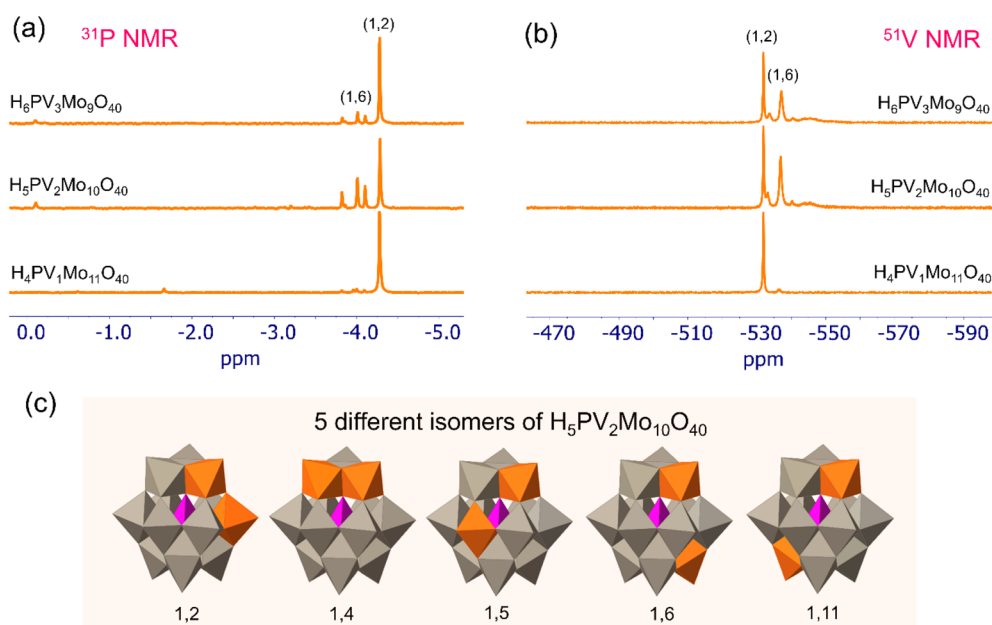 (a) ³¹P NMR
(1,2)
(1,6)
H₆PV₃Mo₉O₄₀
H₅PV₂Mo₁₀O₄₀
H₄PV₁Mo₁₁O₄₀
0.0 -1.0 -2.0 -3.0 -4.0 -5.0
ppm
(b) ⁵¹V NMR
(1,2)
(1,6)
H₆PV₃Mo₉O₄₀
H₅PV₂Mo₁₀O₄₀
H₄PV₁Mo₁₁O₄₀
-470 -490 -510 -530 -550 -570 -590
ppm
(c)
5 different isomers of H₅PV₂Mo₁₀O₄₀
1,2 1,4 1,5 1,6 1,11